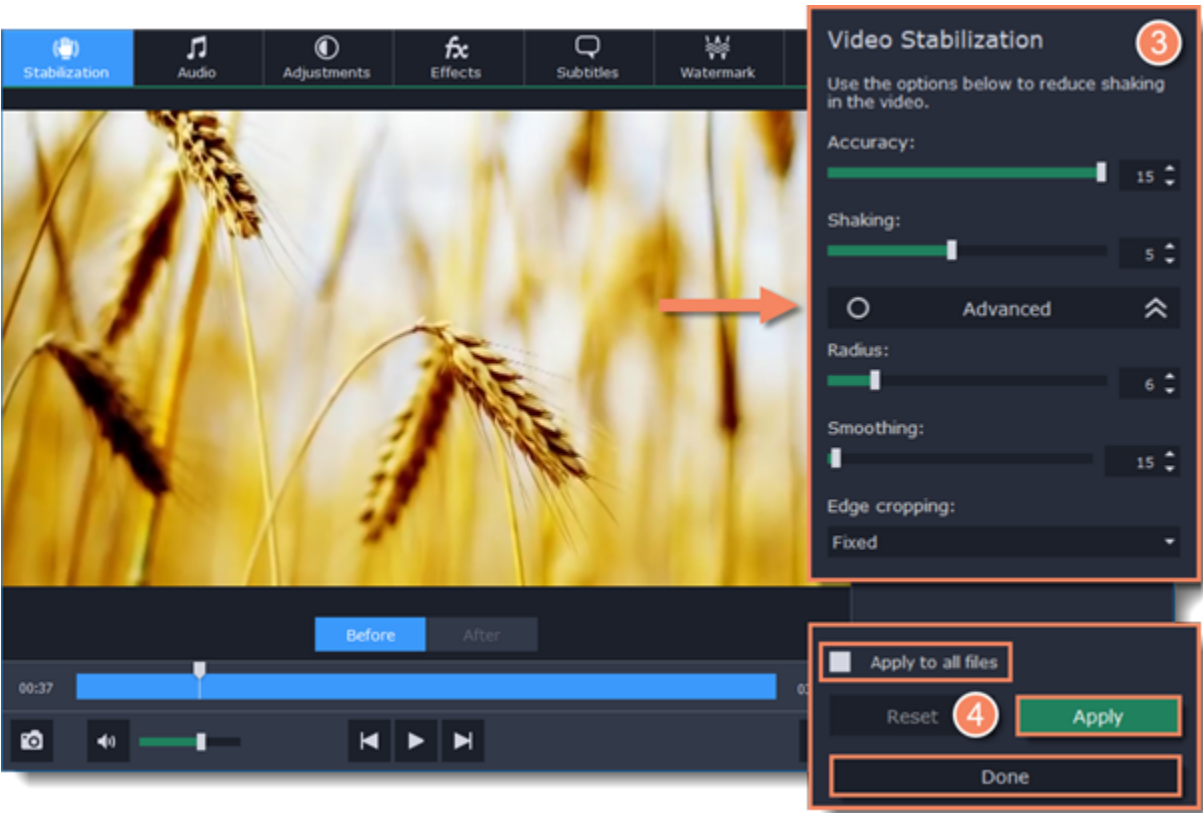 Stabilization
Audio
Adjustments
Effects
Subtitles
Watermark
Video Stabilization
3
Use the options below to reduce shaking
in the video.
Accuracy:
15
Shaking:
5
Advanced
Radius:
6
Smoothing:
15
Edge cropping:
Fixed
Before
After
00:37
Apply to all files
Reset
4
Apply
Done